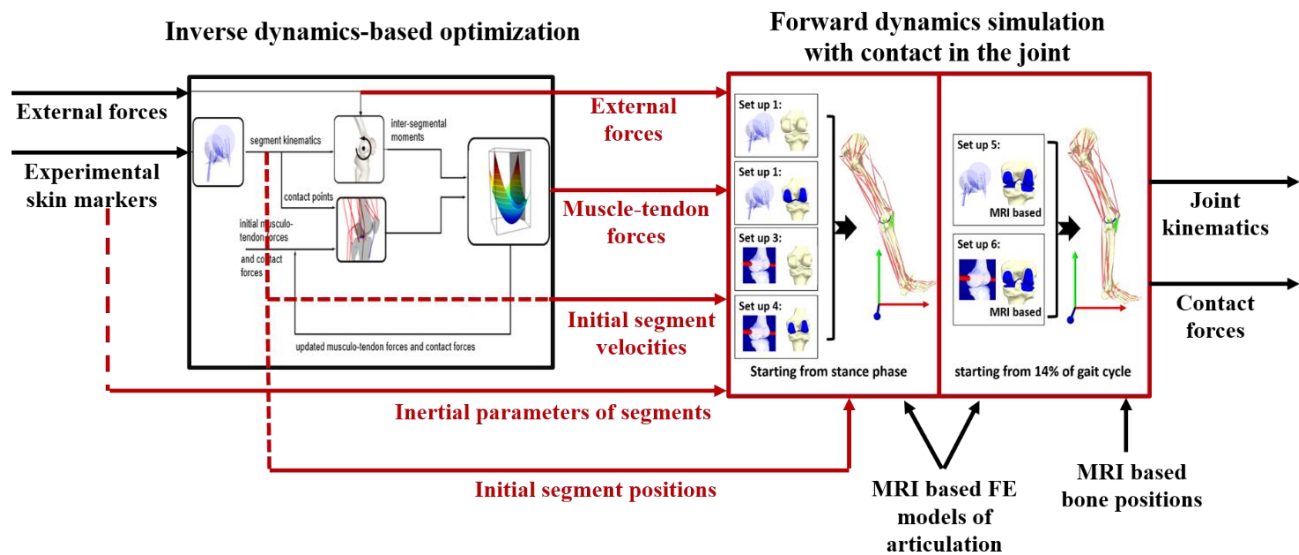 Inverse dynamics-based optimization
Forward dynamics simulation
with contact in the joint
External forces
Experimental
skin markers
segment kinematics
inter-segmental
moments
contact points
initial musculo-
tendon forces
and contact
forces
updated musculo-tendon forces and contact forces
External
forces
Muscle-tendon
forces
Initial segment
velocities
Inertial parameters of segments
Initial segment positions
Set up 1:
Set up 1:
Set up 3:
Set up 4:
Starting from stance phase
Set up 5:
MRI based
Set up 6:
MRI based
starting from 14% of gait cycle
Joint
kinematics
Contact
forces
MRI based FE
models of
articulation
MRI based
bone positions